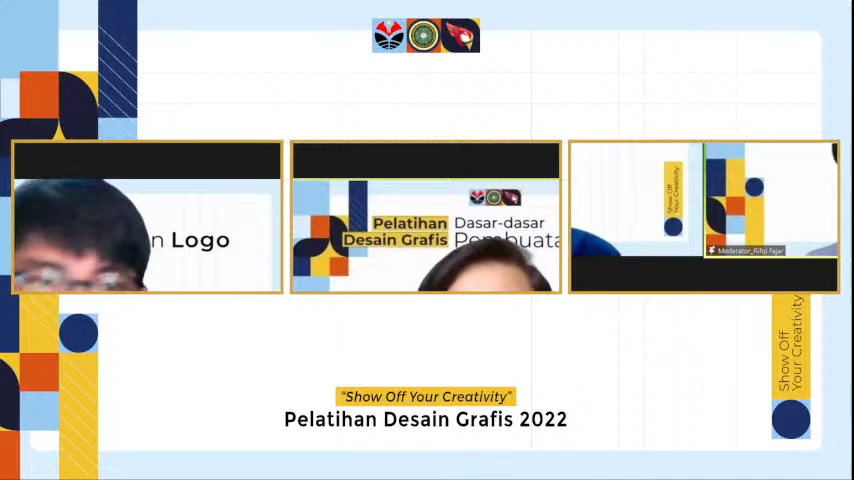 n Logo
Pelatihan
Desain Grafis
Dasar-dasar
Pembuata
Show Off
Your Creativity
Moderator_Rifqi Fajar
Show Off
Your Creativity
"Show Off Your Creativity"
Pelatihan Desain Grafis 2022